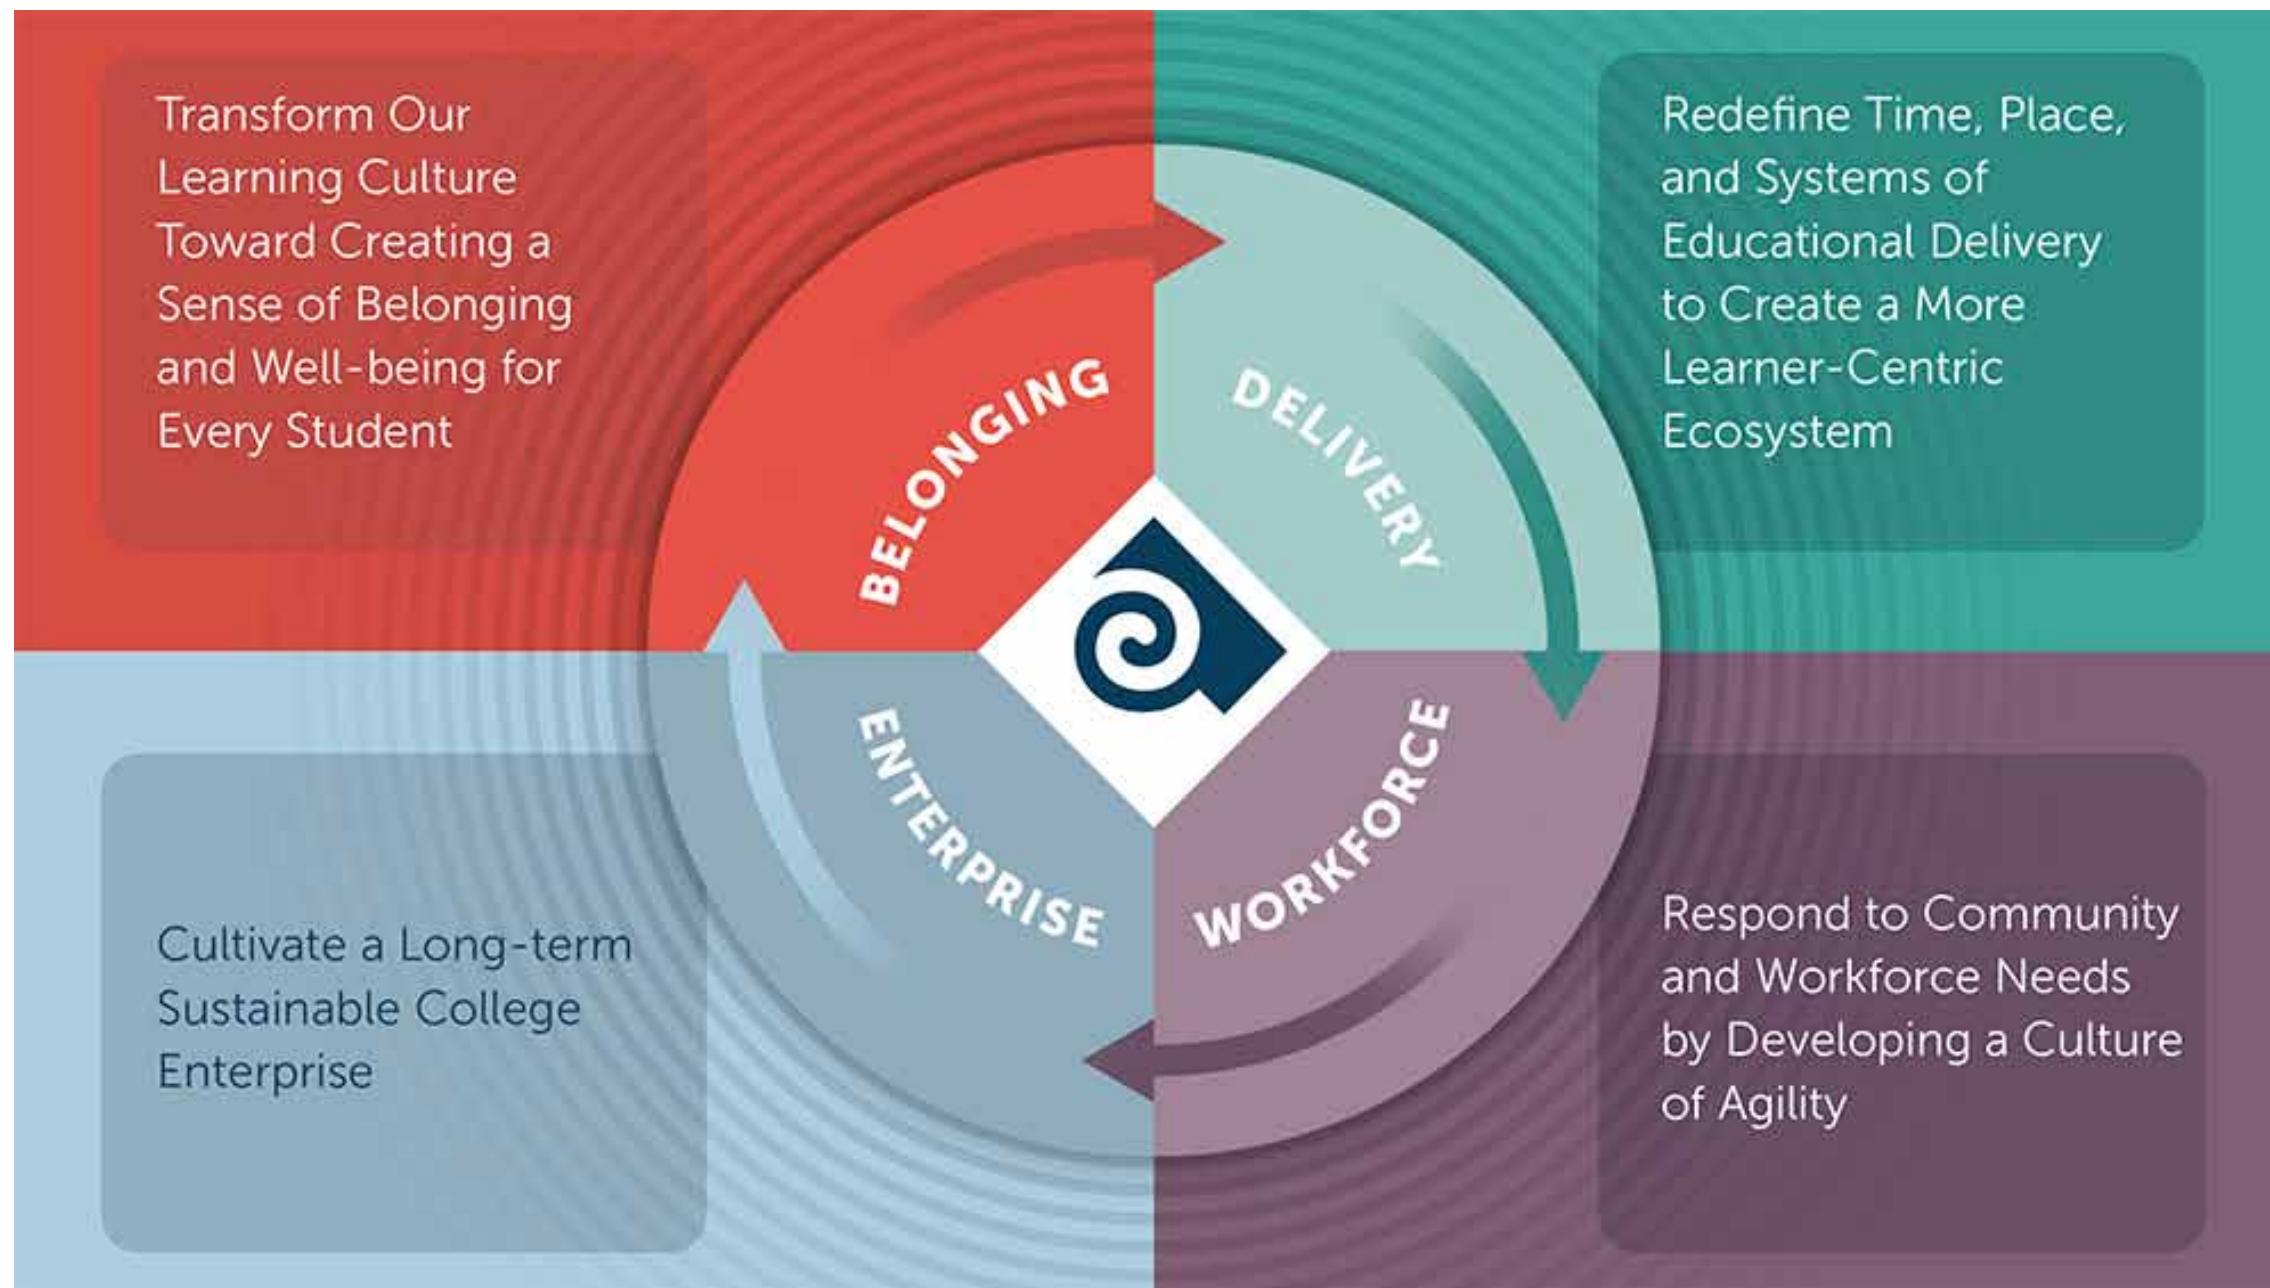 Transform Our
Learning Culture
Toward Creating a
Sense of Belonging
and Well-being for
Every Student
Redefine Time, Place,
and Systems of
Educational Delivery
to Create a More
Learner-Centric
Ecosystem
BELONGING
DELIVERY
ENTERPRISE
WORKFORCE
Cultivate a Long-term
Sustainable College
Enterprise
Respond to Community
and Workforce Needs
by Developing a Culture
of Agility